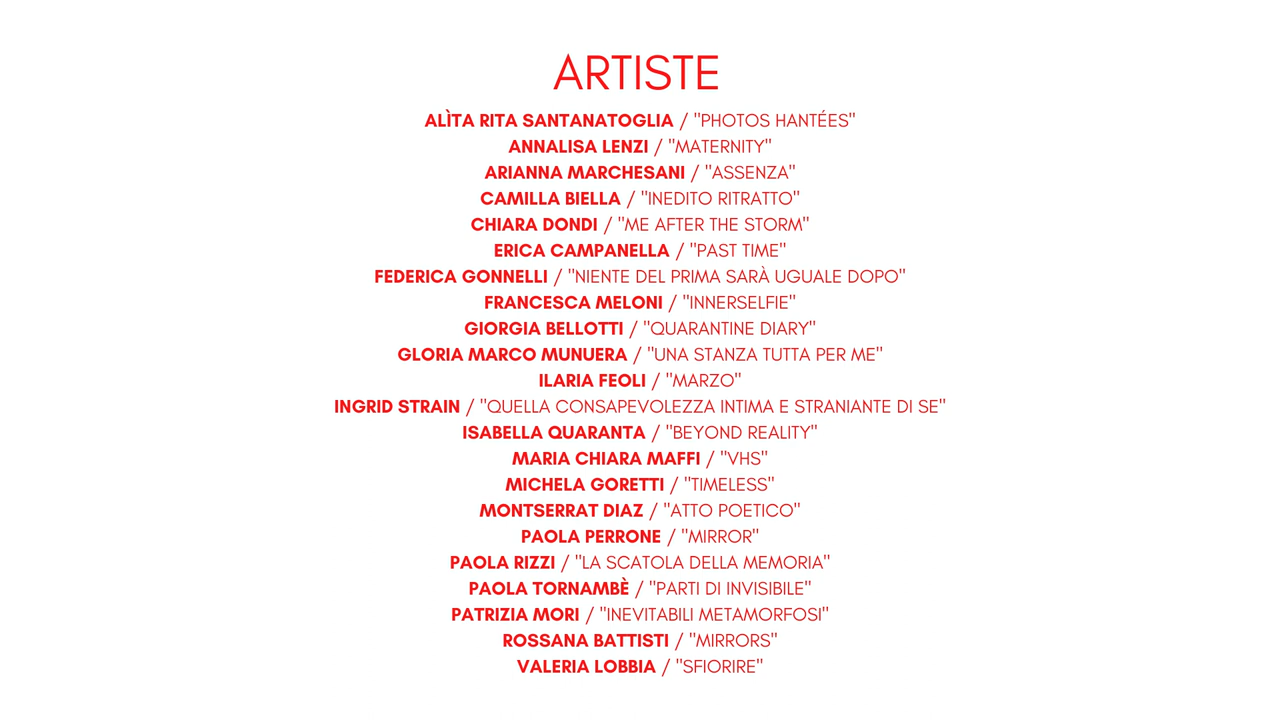 ARTISTE
ALÌTA RITA SANTANATOGLIA / "PHOTOS HANTÉES"
ANNALISA LENZI / "MATERNITY"
ARIANNA MARCHESANI / "ASSENZA"
CAMILLA BIELLA / "INEDITO RITRATTO"
CHIARA DONDI / "ME AFTER THE STORM"
ERICA CAMPANELLA / "PAST TIME"
FEDERICA GONNELLI / "NIENTE DEL PRIMA SARÀ UGUALE DOPO"
FRANCESCA MELONI / "INNERSELFIE"
GIORGIA BELLOTTI / "QUARANTINE DIARY"
GLORIA MARCO MUNUERA / "UNA STANZA TUTTA PER ME"
ILARIA FEOLI / "MARZO"
INGRID STRAIN / "QUELLA CONSAPEVOLEZZA INTIMA E STRANIANTE DI SE"
ISABELLA QUARANTA / "BEYOND REALITY"
MARIA CHIARA MAFFI / "VHS"
MICHELA GORETTI / "TIMELESS"
MONTSERRAT DIAZ / "ATTO POETICO"
PAOLA PERRONE / "MIRROR"
PAOLA RIZZI / "LA SCATOLA DELLA MEMORIA"
PAOLA TORNAMBÈ / "PARTI DI INVISIBILE"
PATRIZIA MORI / "INEVITABILI METAMORFOSI"
ROSSANA BATTISTI / "MIRRORS"
VALERIA LOBBIA / "SFIORIRE"